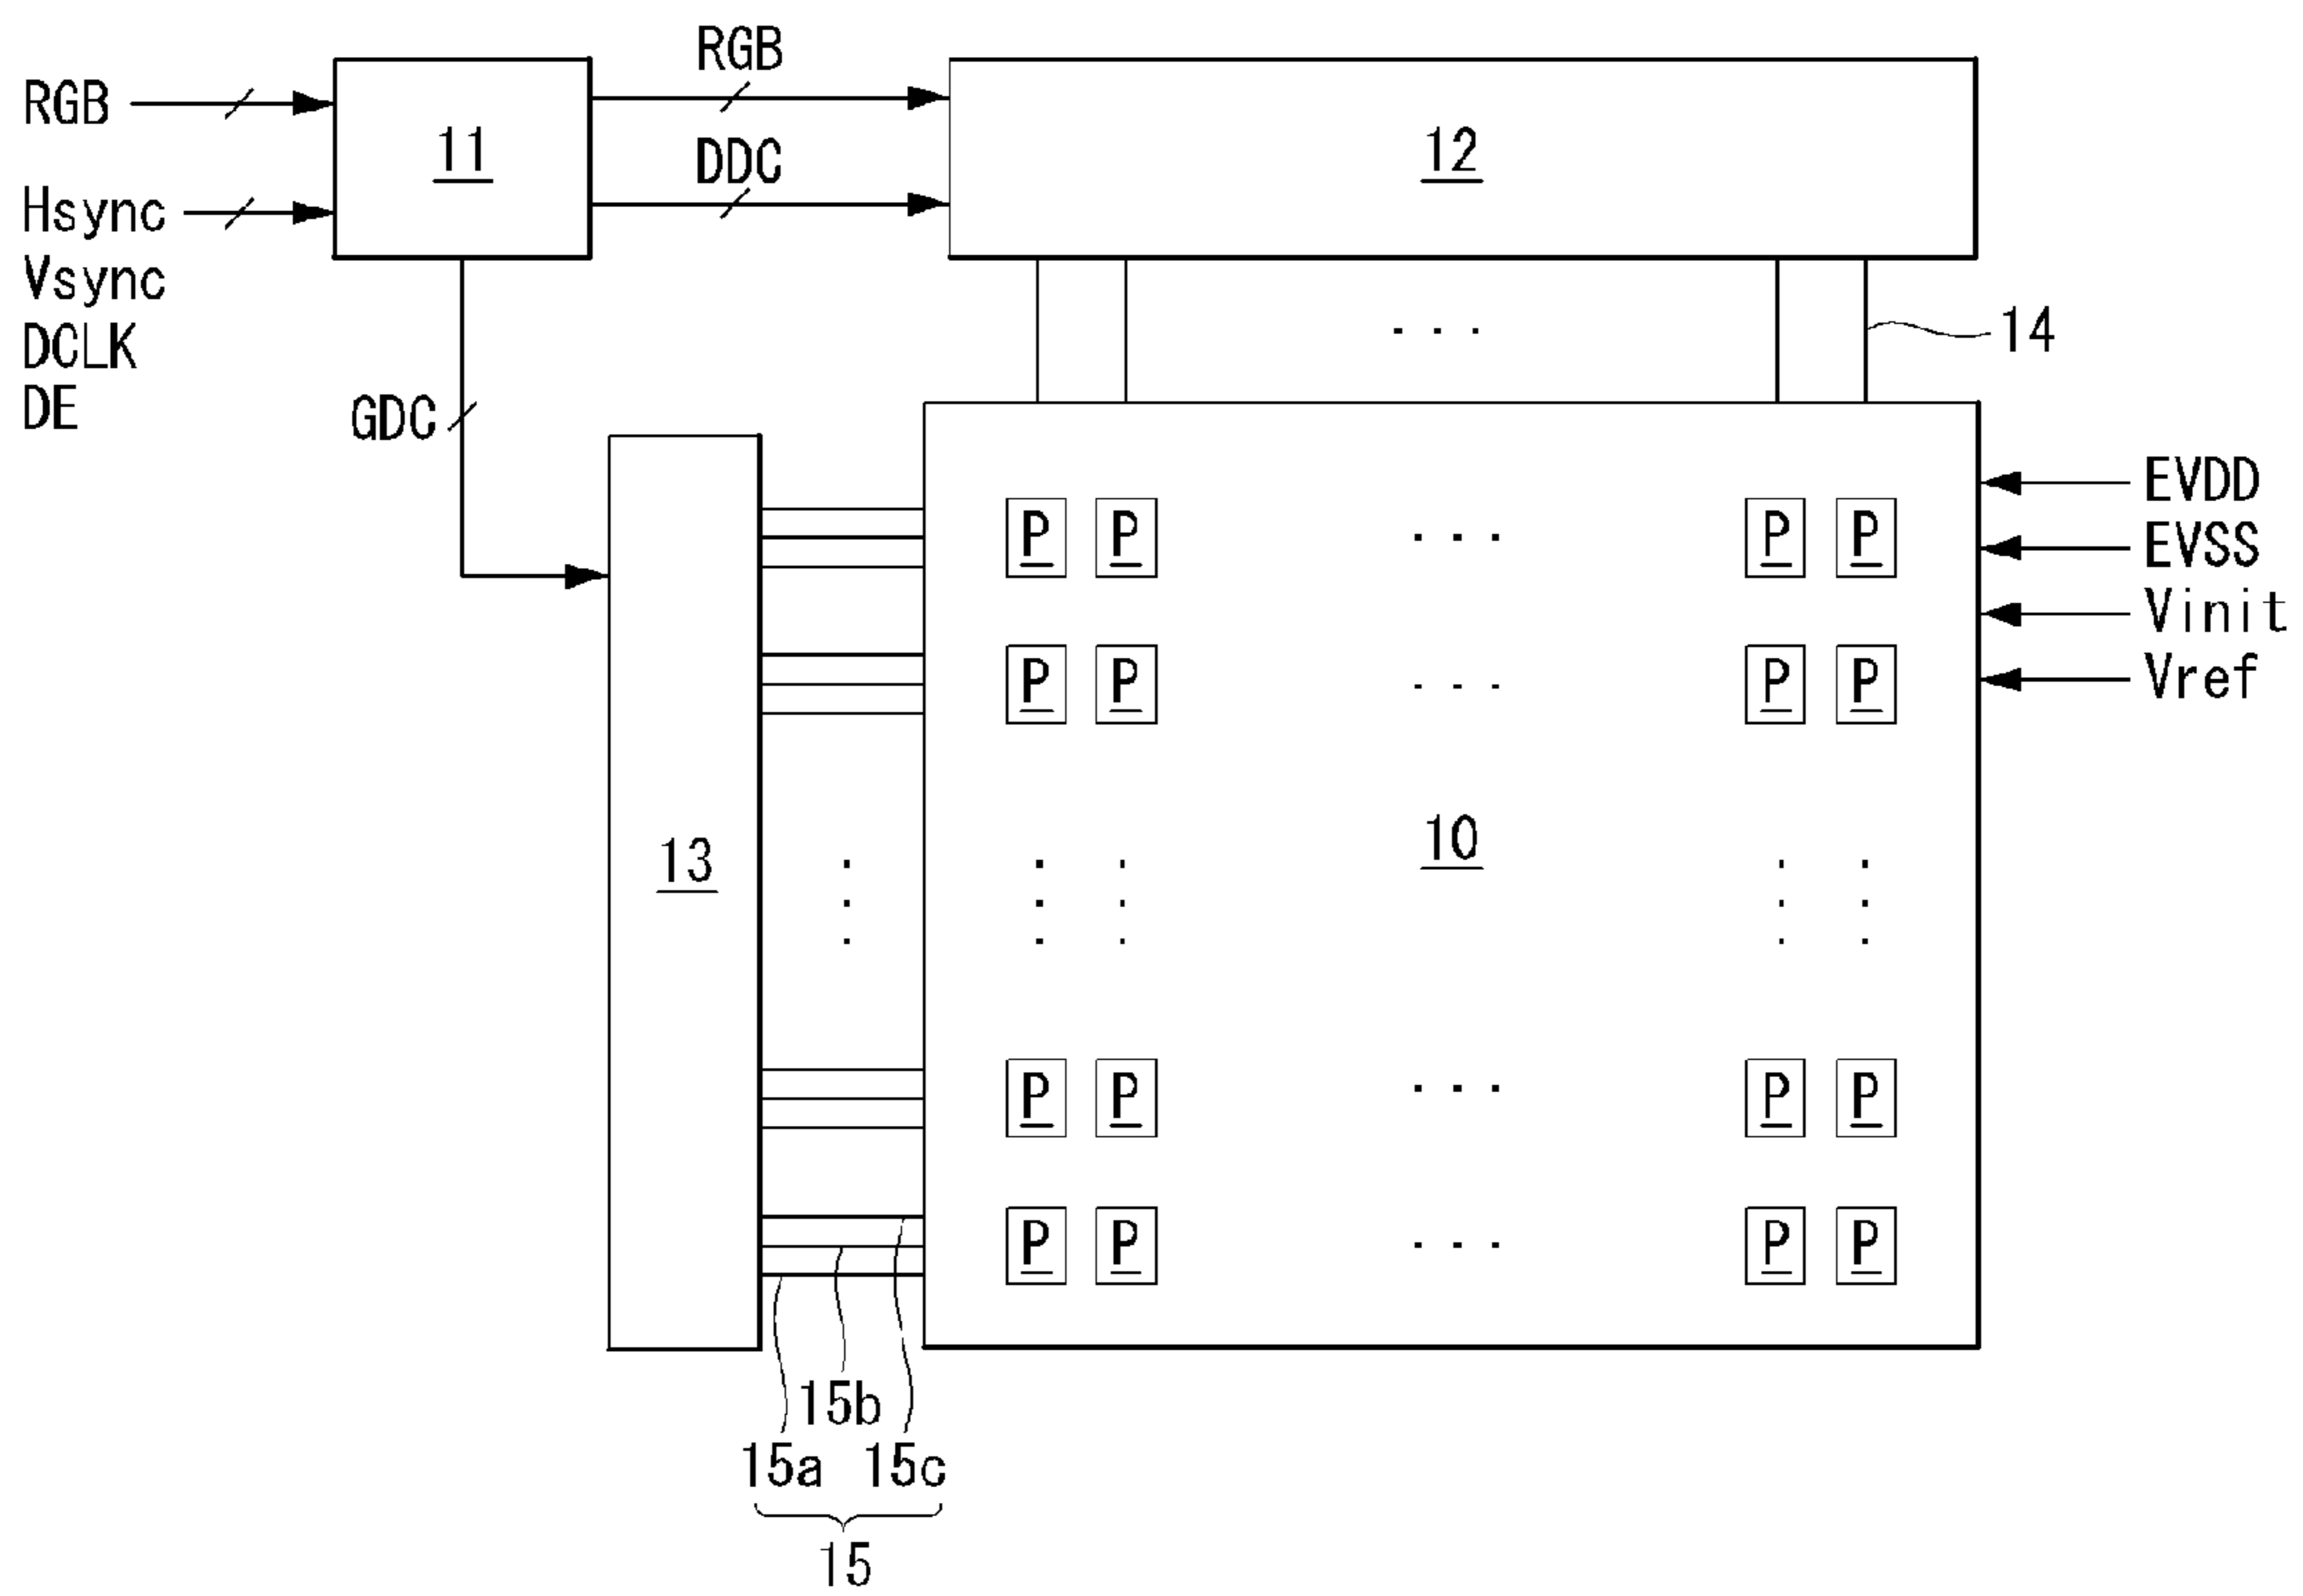 RGB
RGB
11
12
DDC
Hsync
Vsync
DCLK
DE
14
GDC
EVDD
P P P P
EVSS
Vinit
P P P P
Vref
13
10
P P P P
P P P P
15b
15a 15c
15